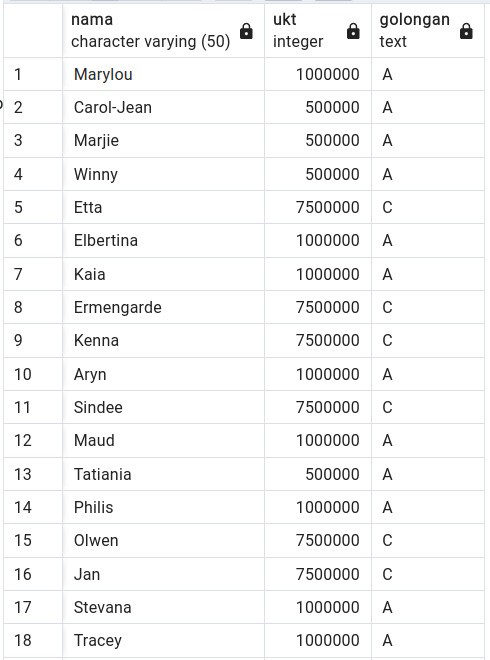 nama ukt golongan
character varying (50) integer text
1 Marylou 1000000 A
2 Carol-Jean 500000 A
3 Marjie 500000 A
4 Winny 500000 A
5 Etta 7500000 C
6 Elbertina 1000000 A
7 Kaia 1000000 A
8 Ermengarde 7500000 C
9 Kenna 7500000 C
10 Aryn 1000000 A
11 Sindee 7500000 C
12 Maud 1000000 A
13 Tatiania 500000 A
14 Philis 1000000 A
15 Olwen 7500000 C
16 Jan 7500000 C
17 Stevana 1000000 A
18 Tracey 1000000 A